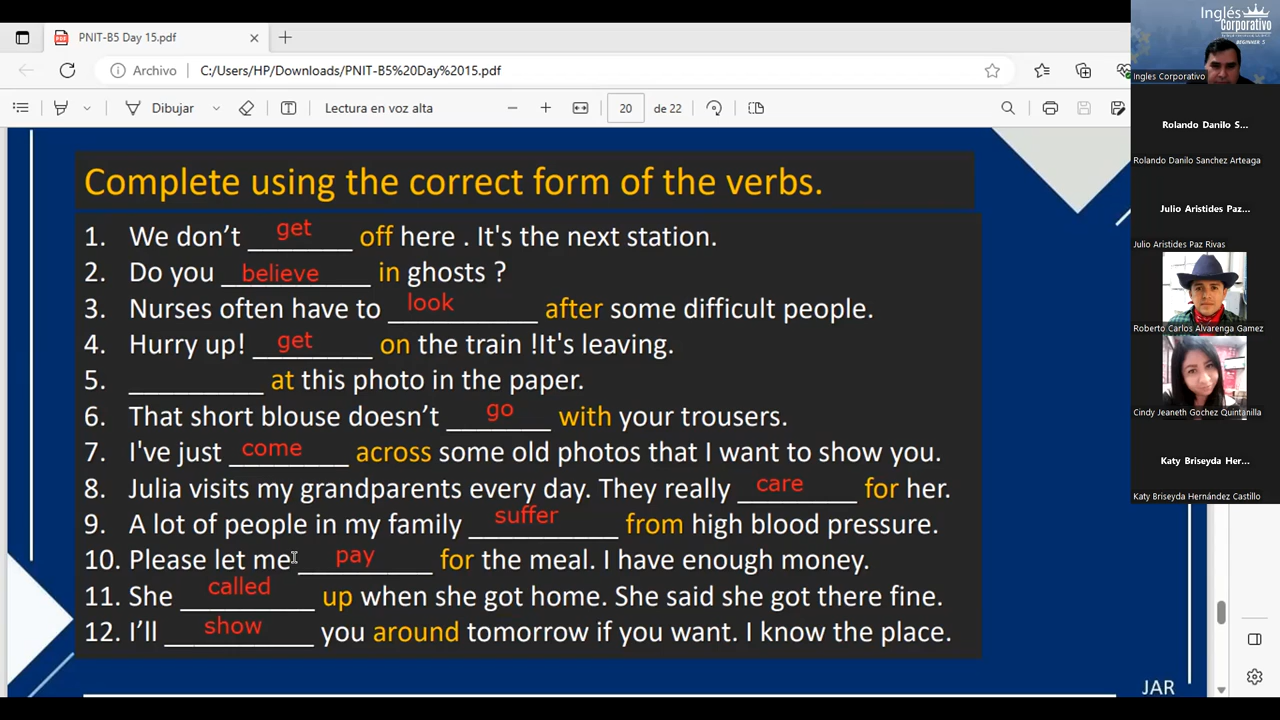 PNIT-B5 Day 15.pdf
Archivo C:/Users/HP/Downloads/PNIT-B5%20Day%2015.pdf
Dibujar Lectura en voz alta 20 de 22
Complete using the correct form of the verbs.
1. We don't get off here . It's the next station.
2. Do you believe in ghosts ?
3. Nurses often have to look after some difficult people.
4. Hurry up! get on the train !It's leaving.
5. __________ at this photo in the paper.
6. That short blouse doesn't go with your trousers.
7. I've just come across some old photos that I want to show you.
8. Julia visits my grandparents every day. They really care for her.
9. A lot of people in my family suffer from high blood pressure.
10. Please let me pay for the meal. I have enough money.
11. She called up when she got home. She said she got there fine.
12. I'll show you around tomorrow if you want. I know the place.
JAR
Inglés
Corporativo
BEGINNER 5
Ingles Corporativo
Rolando Danilo S...
Rolando Danilo Sanchez Arteaga
Julio Aristides Paz...
Julio Aristides Paz Rivas
Roberto Carlos Alvarenga Gamez
Cindy Jeaneth Gochez Quintanilla
Katy Briseyda Her...
Katy Briseyda Hernández Castillo